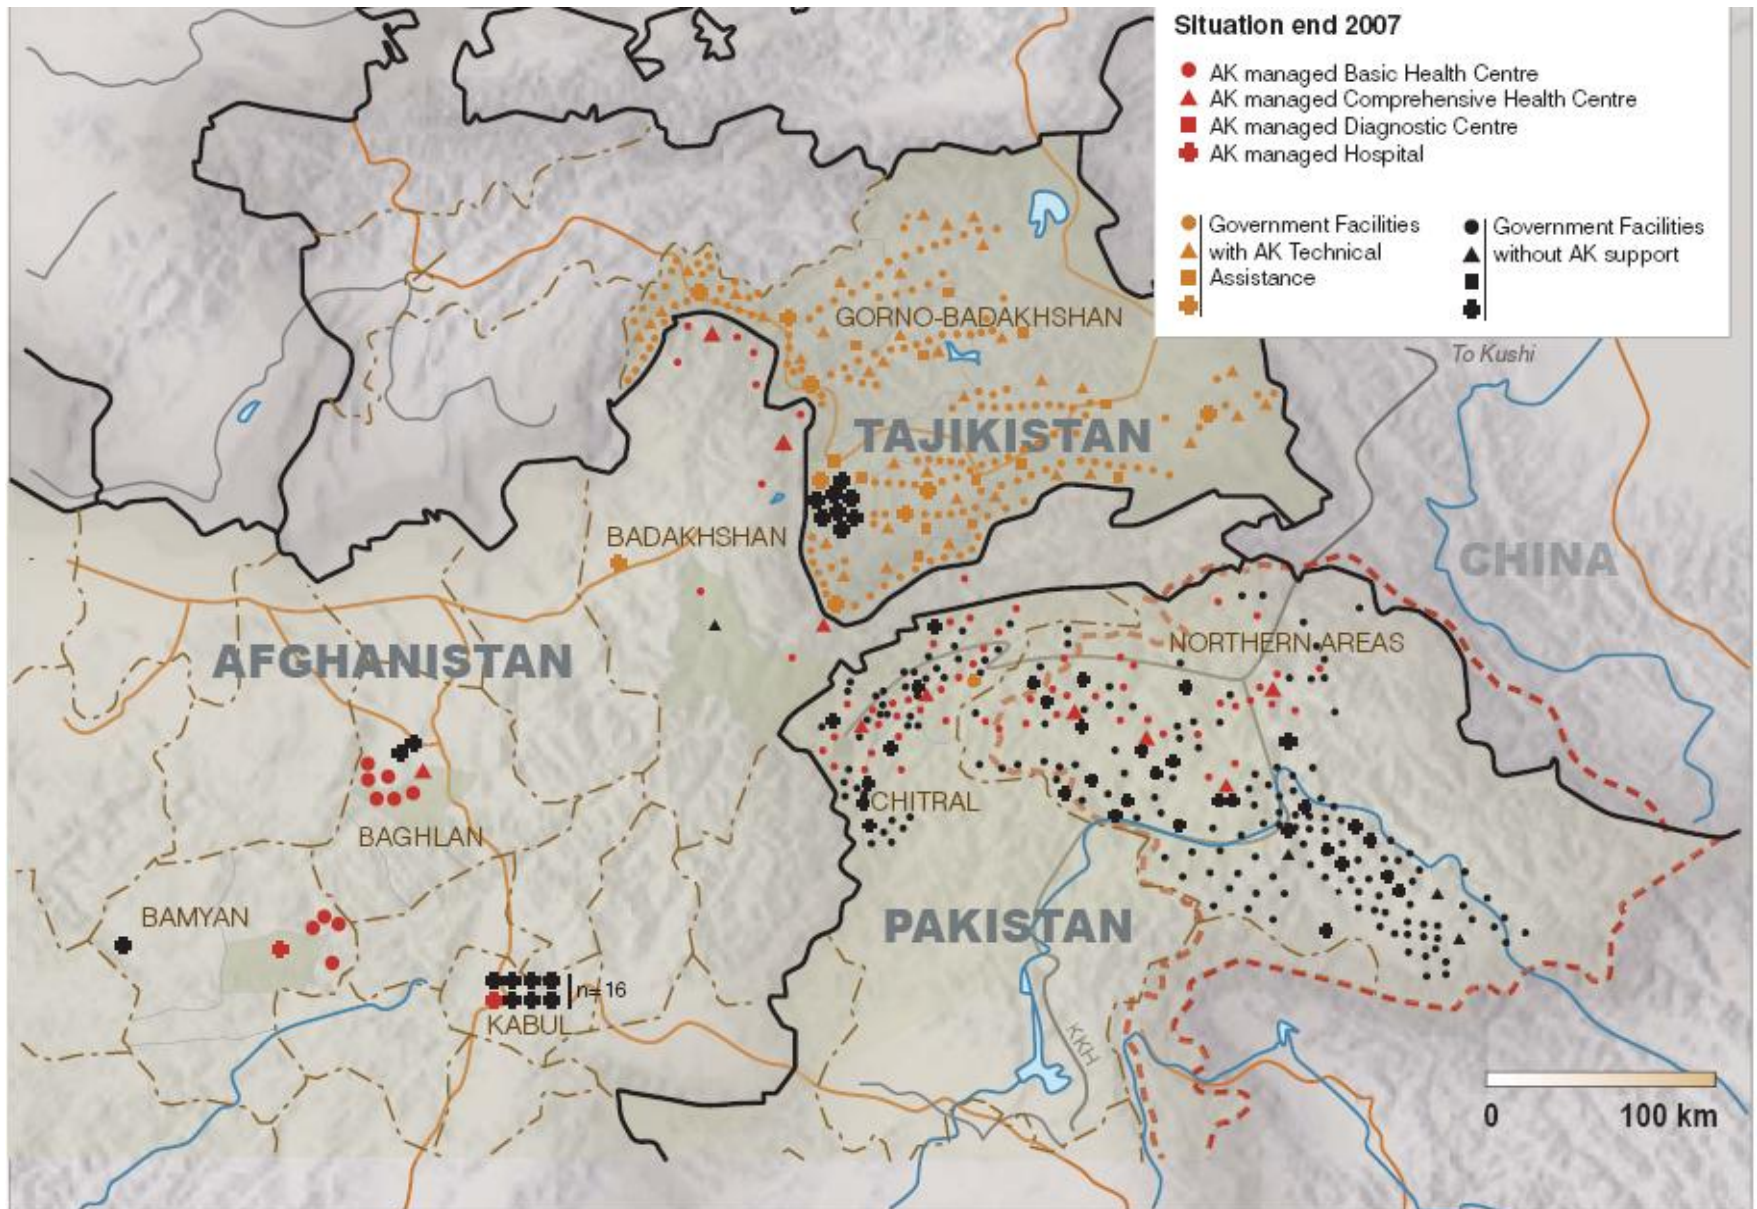 Situation end 2007
AK managed Basic Health Centre
AK managed Comprehensive Health Centre
AK managed Diagnostic Centre
AK managed Hospital
Government Facilities
with AK Technical
Assistance
Government Facilities
without AK support
To Kushi
GORNO-BADAKHSHAN
TAJIKISTAN
BADAKHSHAN
CHINA
AFGHANISTAN
NORTHERN AREAS
CHITRAL
BAGHLAN
BAMYAN
PAKISTAN
n=16
KABUL
KKH
0 100 km